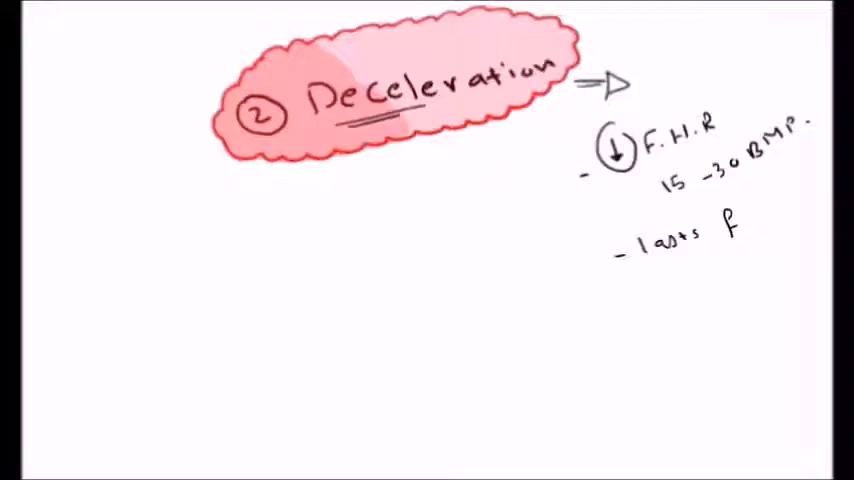 2 Deceleration ⇒
- ↓ F.H.R
15 - 30 BMP.
- lasts f